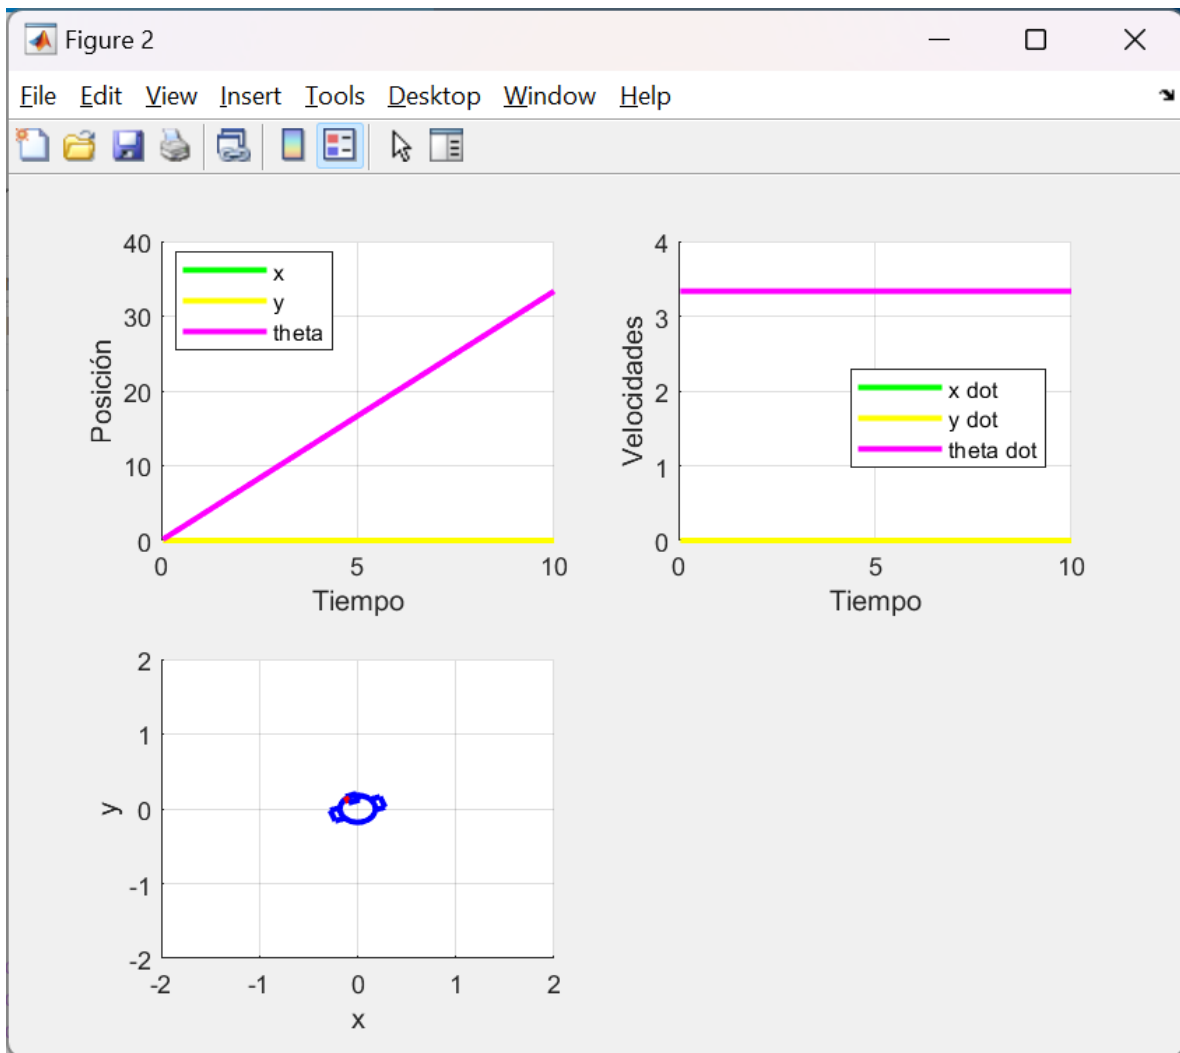 Figure 2
File Edit View Insert Tools Desktop Window Help
40
30
20
10
0
0 5 10
Posición
Tiempo
x
y
theta
4
3
2
1
0
0 5 10
Velocidades
Tiempo
x dot
y dot
theta dot
2
1
0
-1
-2
-2 -1 0 1 2
y
x